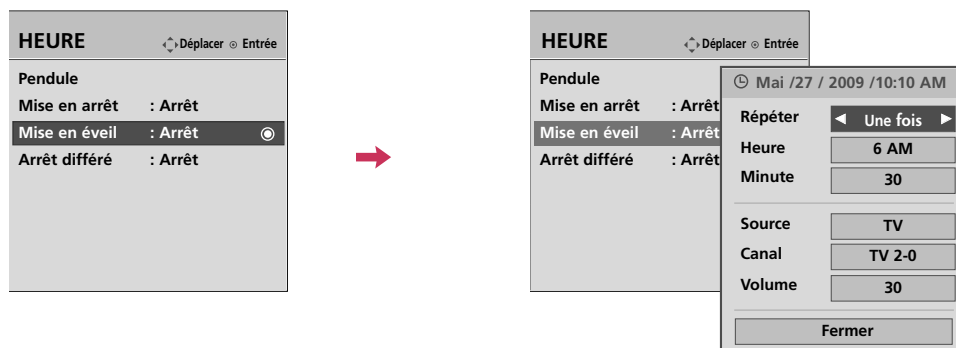 HEURE Déplacer Entrée
Pendule
Mise en arrêt : Arrêt
Mise en éveil : Arrêt
Arrêt différé : Arrêt
HEURE Déplacer Entrée
Pendule
Mise en arrêt : Arrêt
Mise en éveil : Arrêt
Arrêt différé : Arrêt
Mai /27 / 2009 /10:10 AM
Répéter Une fois
Heure 6 AM
Minute 30
Source TV
Canal TV 2-0
Volume 30
Fermer